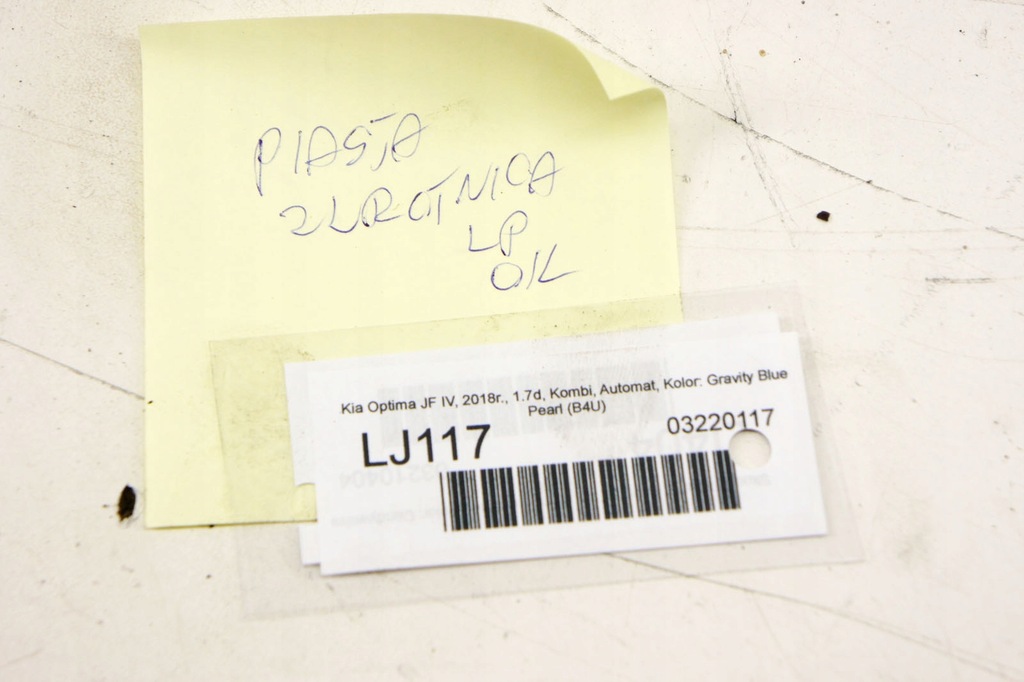 PIASTA
ZWROTNICA
LP
OK
Kia Optima JF IV, 2018r., 1.7d, Kombi, Automat, Kolor: Gravity Blue
Pearl (B4U)
LJ117
03220117